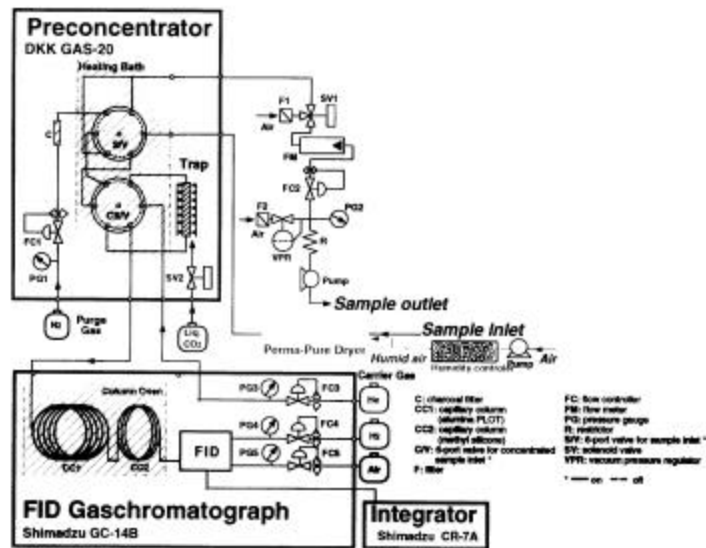 Preconcentrator
DKK GAS-20
Heating Bath
F1
SV1
Air
C
S/V
FM
Trap
CS/V
FC2
F2
PG2
Air
VPR
R
FC1
PG1
SV2
Pump
Sample outlet
N2
Purge
Gas
Liq.
CO2
Sample Inlet
Perma-Pure Dryer
Humid air
Air
Humidity controller
Pump
Carrier Gas
PG3
FC3
He
Column Oven
PG4
FC4
H2
FID
PG5
FC5
Air
CC1
CC2
C: charcoal filter
CC1: capillary column
(alumina PLOT)
CC2: capillary column
(methyl silicone)
C/V: 6-port valve for concentrated
sample inlet *
F: filter
FC: flow controller
FM: flow meter
PG: pressure gauge
R: restrictor
S/V: 6-port valve for sample inlet *
SV: solenoid valve
VPR: vacuum pressure regulator
* — on --- off
FID Gaschromatograph
Shimadzu GC-14B
Integrator
Shimadzu CR-7A